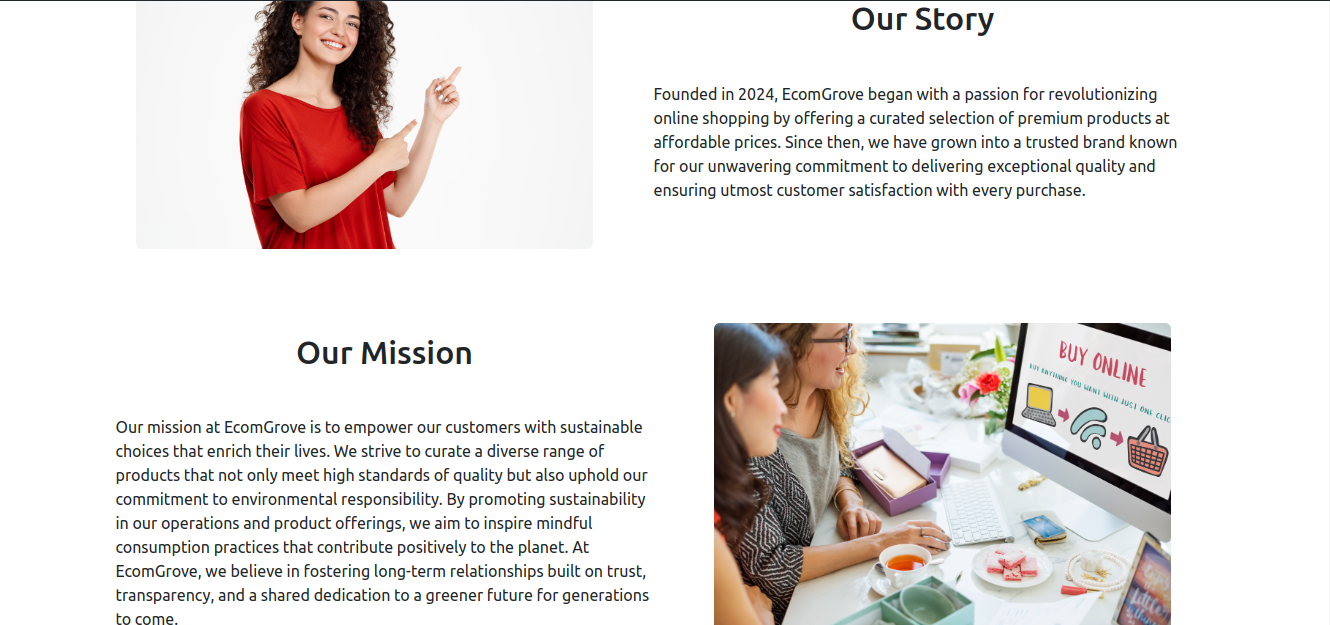 Our Story
Founded in 2024, EcomGrove began with a passion for revolutionizing
online shopping by offering a curated selection of premium products at
affordable prices. Since then, we have grown into a trusted brand known
for our unwavering commitment to delivering exceptional quality and
ensuring utmost customer satisfaction with every purchase.
Our Mission
Our mission at EcomGrove is to empower our customers with sustainable
choices that enrich their lives. We strive to curate a diverse range of
products that not only meet high standards of quality but also uphold our
commitment to environmental responsibility. By promoting sustainability
in our operations and product offerings, we aim to inspire mindful
consumption practices that contribute positively to the planet. At
EcomGrove, we believe in fostering long-term relationships built on trust,
transparency, and a shared dedication to a greener future for generations
to come.
BUY ONLINE
BUY ANYTHING YOU WANT WITH JUST ONE CLIC